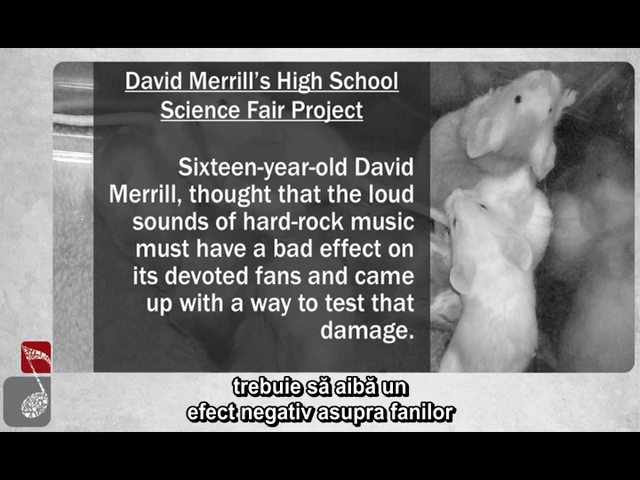 David Merrill's High School
Science Fair Project
Sixteen-year-old David
Merrill, thought that the loud
sounds of hard-rock music
must have a bad effect on
its devoted fans and came
up with a way to test that
damage.
trebuie să aibă un
efect negativ asupra fanilor